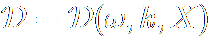 𝒟 = 𝒟(ω, k, X)